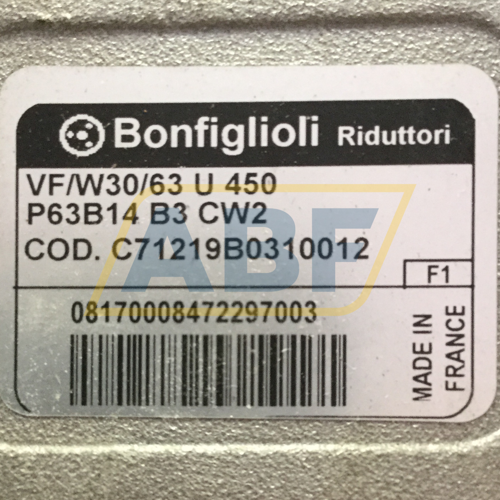 Bonfiglioli Riduttori
VF/W30/63 U 450
P63B14 B3 CW2
COD. C71219B0310012
F1
08170008472297003
MADE IN
FRANCE
ABF